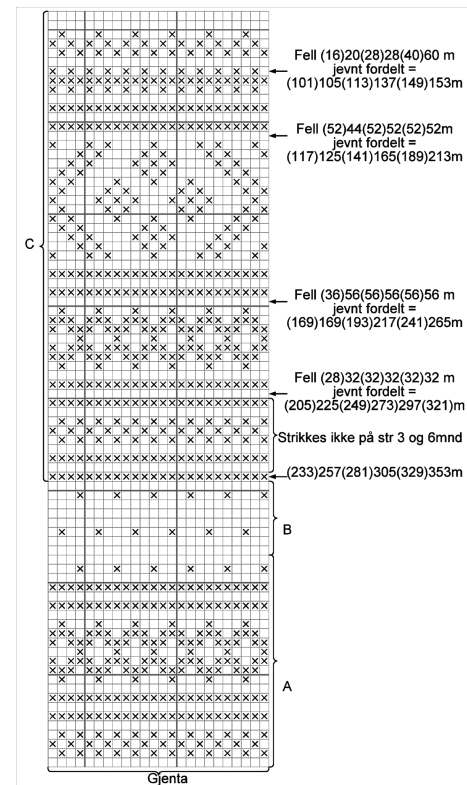 Fell (16)20(28)28(40)60 m
jevnt fordelt =
(101)105(113)137(149)153m
Fell (52)44(52)52(52)52m
jevnt fordelt =
(117)125(141)165(189)213m
C
Fell (36)56(56)56(56)56 m
jevnt fordelt =
(169)169(193)217(241)265m
Fell (28)32(32)32(32)32 m
jevnt fordelt =
(205)225(249)273(297)(321)m
Strikkes ikke på str 3 og 6mnd
(233)257(281)305(329)353m
B
A
Gjenta